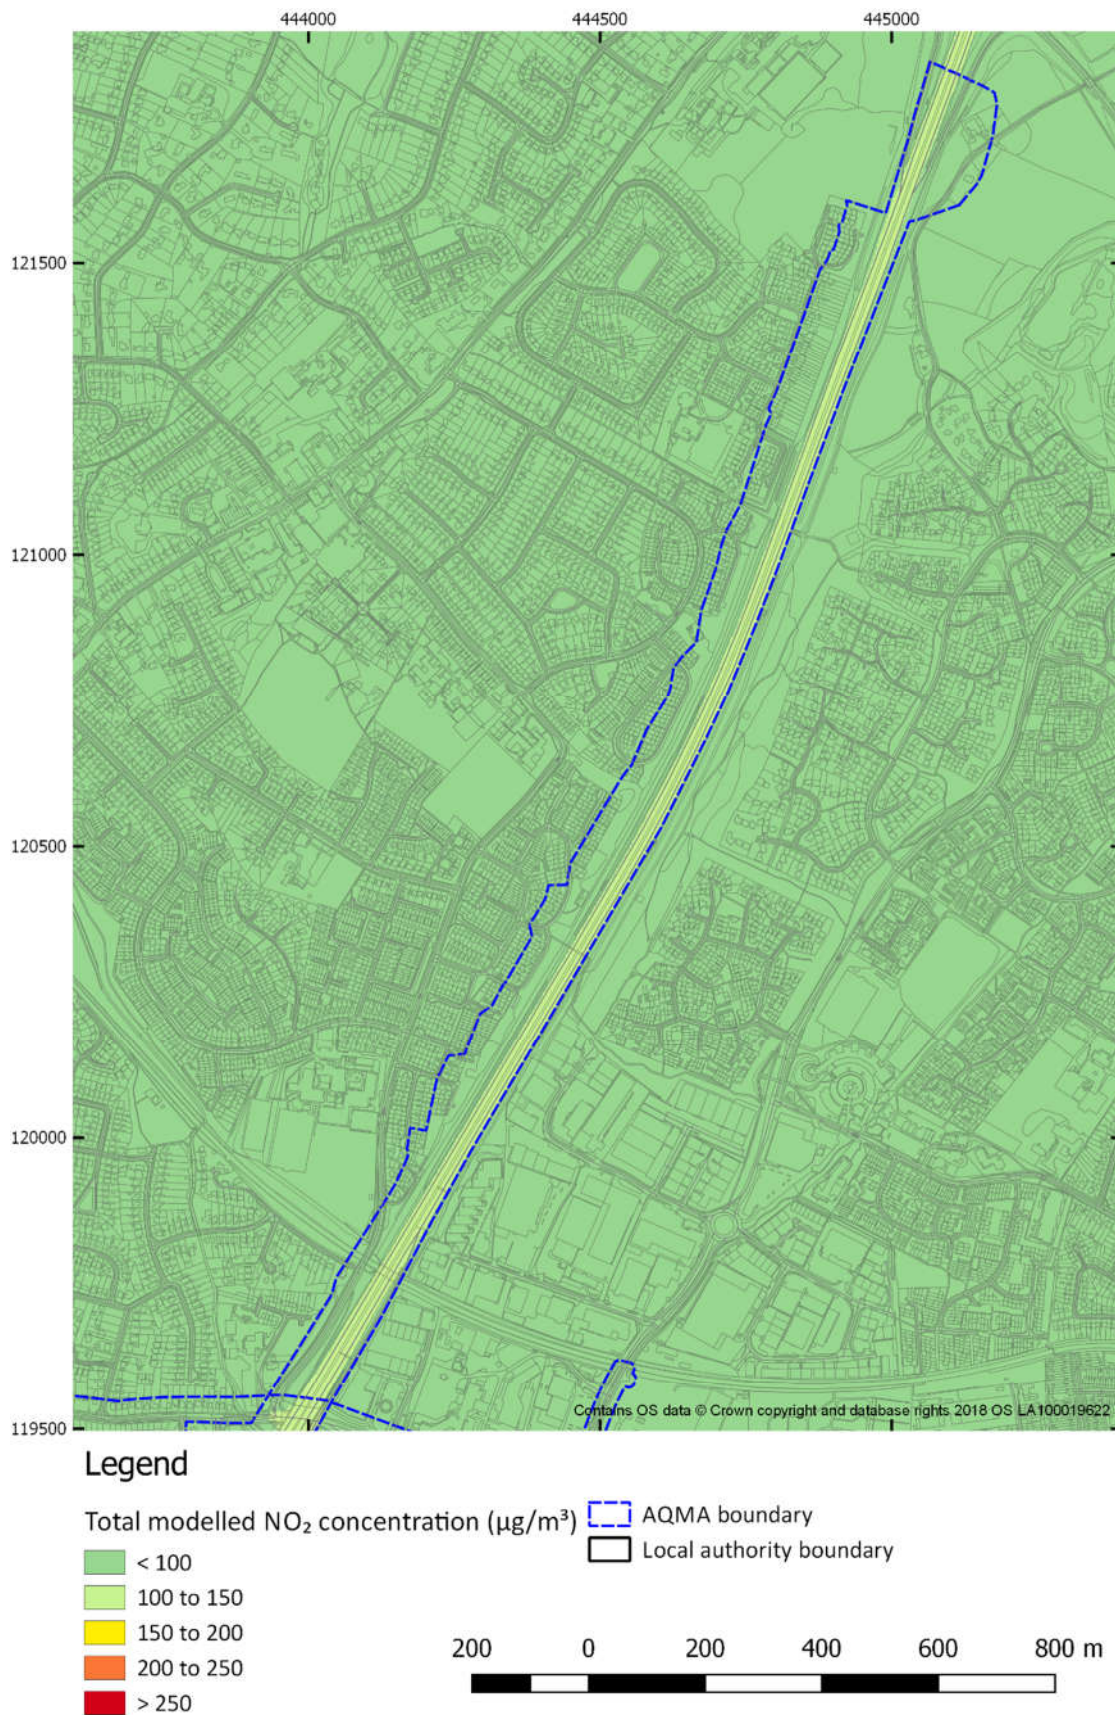 444000 444500 445000
121500
121000
120500
120000
119500
Contains OS data © Crown copyright and database rights 2018 OS LA100019622
Legend
Total modelled NO₂ concentration (µg/m³)
< 100
100 to 150
150 to 200
200 to 250
> 250
AQMA boundary
Local authority boundary
200 0 200 400 600 800 m